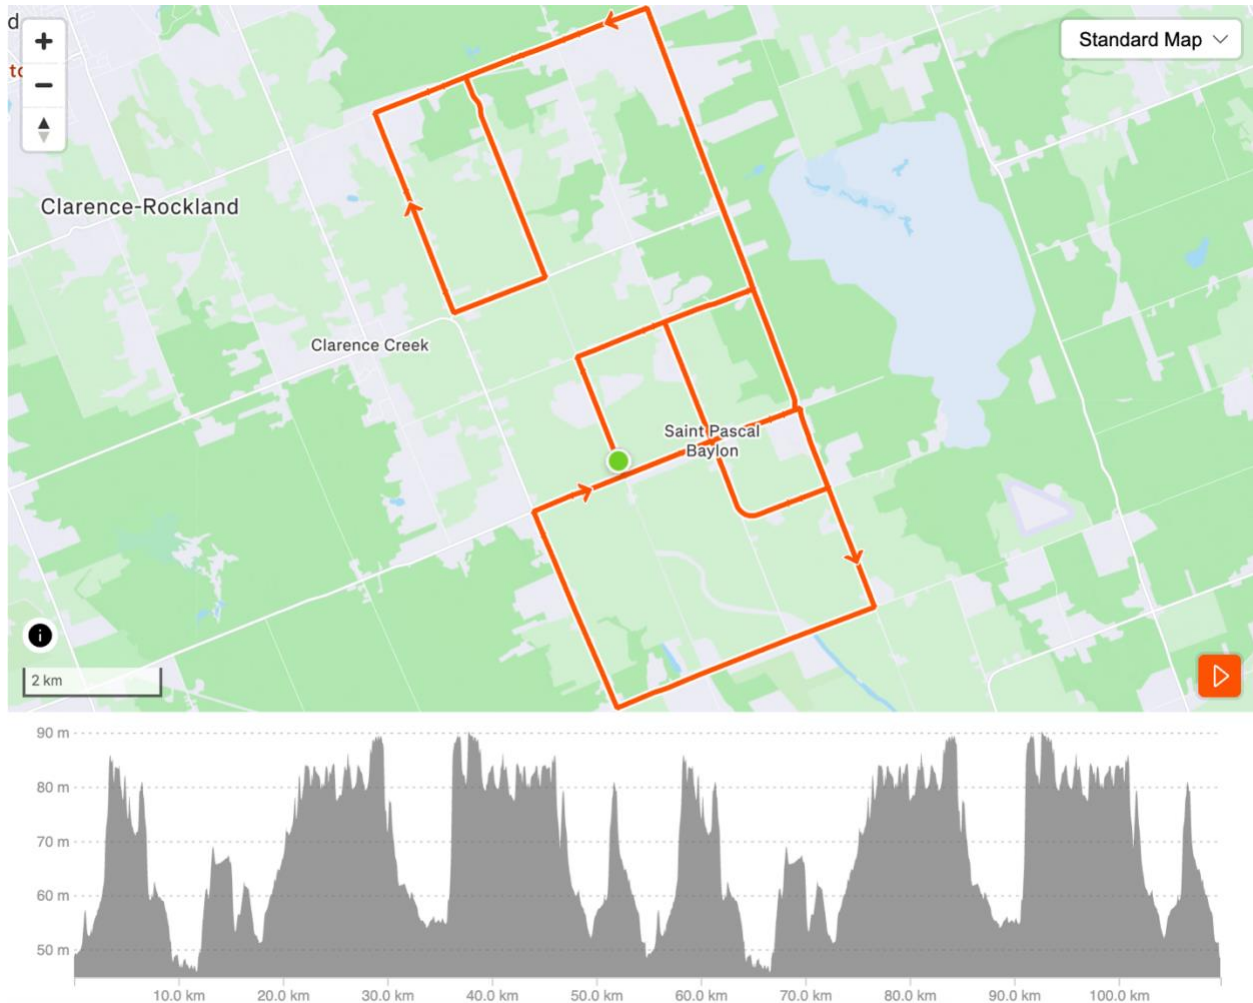 d
to
Standard Map
Clarence-Rockland
Clarence Creek
Saint Pascal
Baylon
i
2 km
90 m
80 m
70 m
60 m
50 m
10.0 km
20.0 km
30.0 km
40.0 km
50.0 km
60.0 km
70.0 km
80.0 km
90.0 km
100.0 km